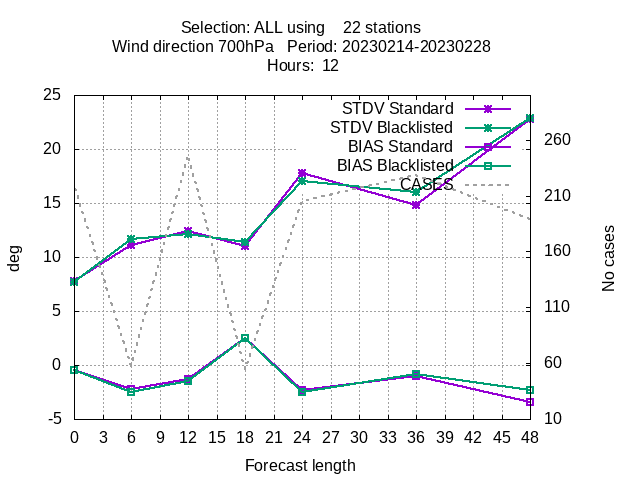 Selection: ALL using    22 stations
Wind direction 700hPa   Period: 20230214-20230228
Hours:  12
STDV Standard
STDV Blacklisted
BIAS Standard
BIAS Blacklisted
CASES
25
20
15
10
5
0
-5
deg
260
210
160
110
60
10
No cases
0 3 6 9 12 15 18 21 24 27 30 33 36 39 42 45 48
Forecast length